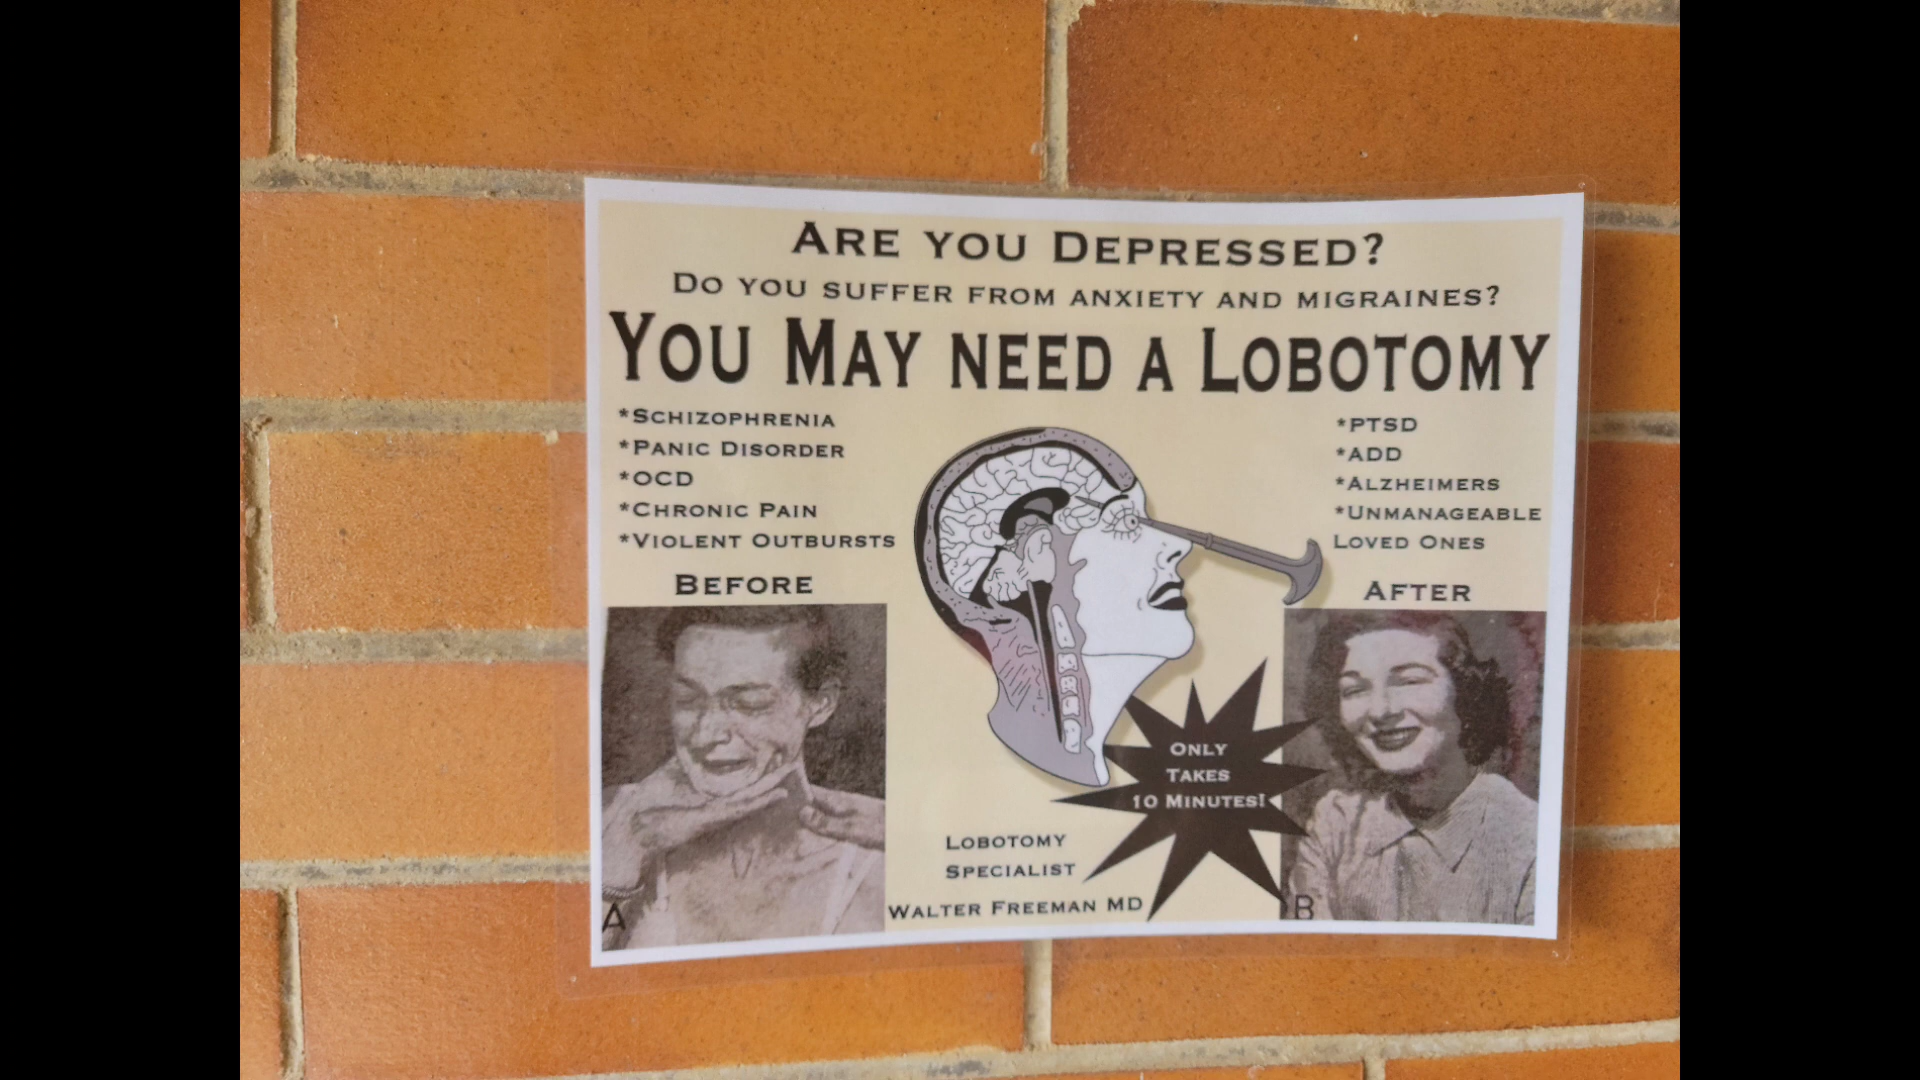 ARE YOU DEPRESSED?
DO YOU SUFFER FROM ANXIETY AND MIGRAINES?
YOU MAY NEED A LOBOTOMY
*SCHIZOPHRENIA
*PANIC DISORDER
*OCD
*CHRONIC PAIN
*VIOLENT OUTBURSTS
*PTSD
*ADD
*ALZHEIMERS
*UNMANAGEABLE
LOVED ONES
BEFORE
AFTER
ONLY
TAKES
10 MINUTES!
LOBOTOMY
SPECIALIST
WALTER FREEMAN MD
A
B